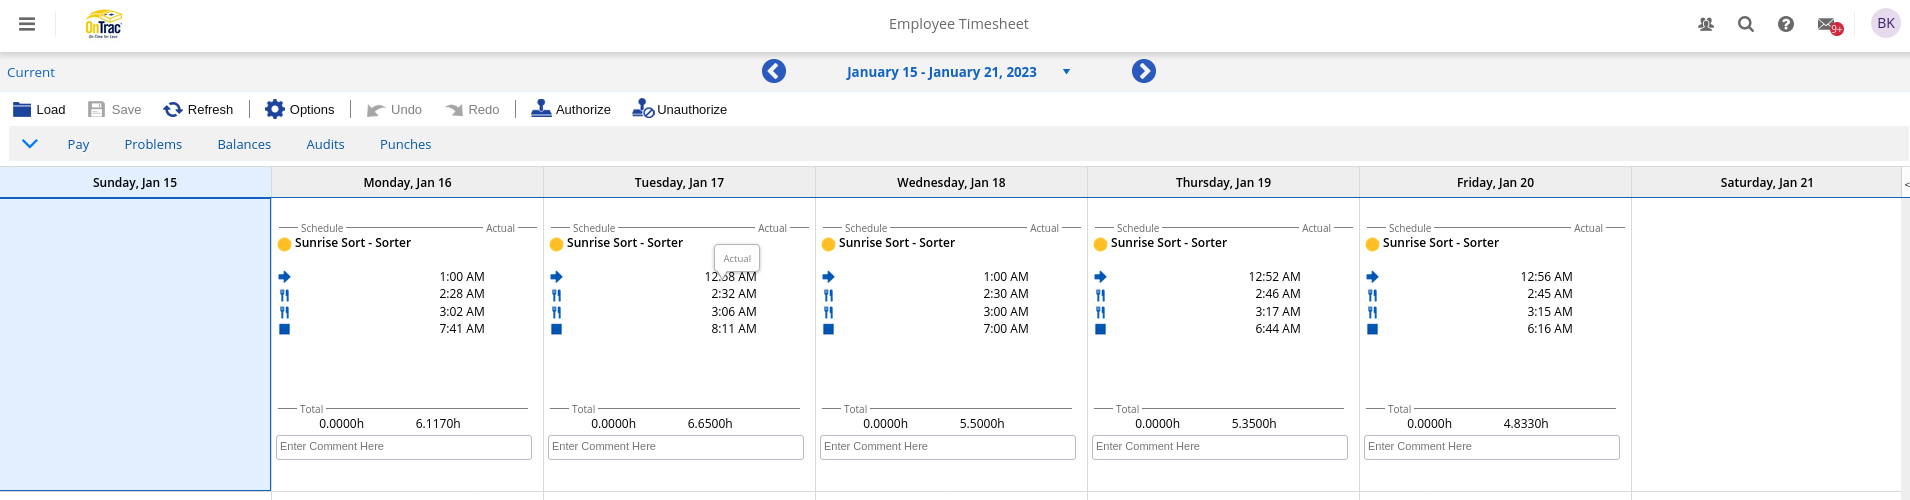 OnTrac
On-Time for Less
Employee Timesheet
9+
BK
Current
January 15 - January 21, 2023
Load Save Refresh Options Undo Redo Authorize Unauthorize
Pay Problems Balances Audits Punches
Sunday, Jan 15 Monday, Jan 16 Tuesday, Jan 17 Wednesday, Jan 18 Thursday, Jan 19 Friday, Jan 20 Saturday, Jan 21 <
Schedule Actual Schedule Actual Schedule Actual Schedule Actual Schedule Actual
Sunrise Sort - Sorter Sunrise Sort - Sorter Sunrise Sort - Sorter Sunrise Sort - Sorter Sunrise Sort - Sorter
Actual
1:00 AM 12:58 AM 1:00 AM 12:52 AM 12:56 AM
2:28 AM 2:32 AM 2:30 AM 2:46 AM 2:45 AM
3:02 AM 3:06 AM 3:00 AM 3:17 AM 3:15 AM
7:41 AM 8:11 AM 7:00 AM 6:44 AM 6:16 AM
Total Total Total Total Total
0.0000h 6.1170h 0.0000h 6.6500h 0.0000h 5.5000h 0.0000h 5.3500h 0.0000h 4.8330h
Enter Comment Here Enter Comment Here Enter Comment Here Enter Comment Here Enter Comment Here